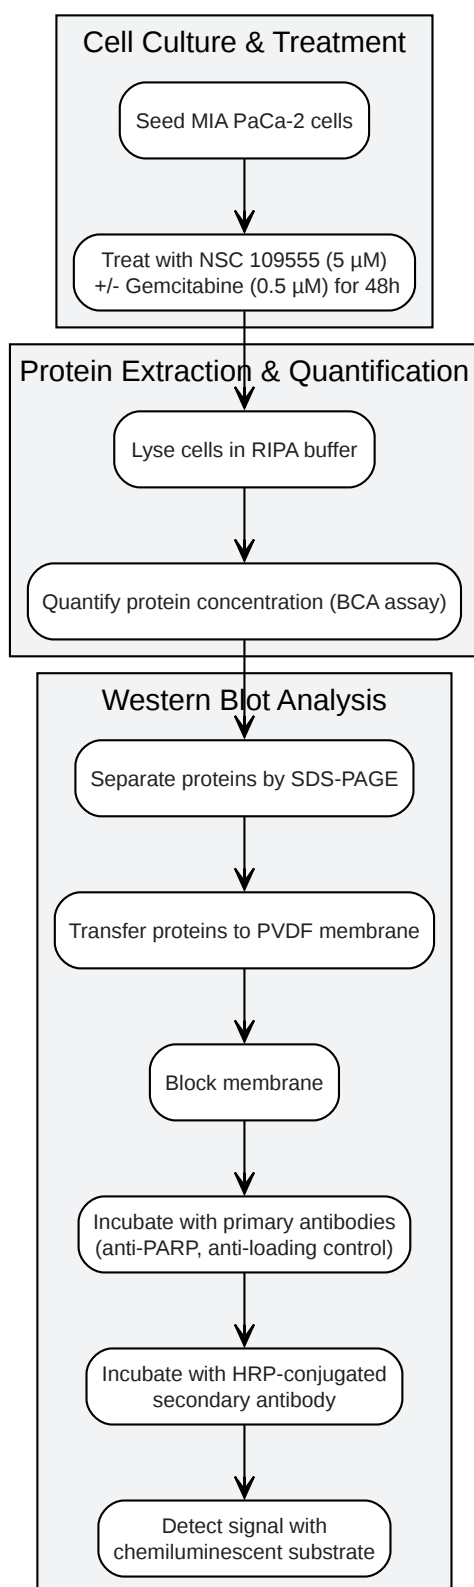 Cell Culture & Treatment
Seed MIA PaCa-2 cells
Treat with NSC 109555 (5 µM)
+/- Gemcitabine (0.5 µM) for 48h
Protein Extraction & Quantification
Lyse cells in RIPA buffer
Quantify protein concentration (BCA assay)
Western Blot Analysis
Separate proteins by SDS-PAGE
Transfer proteins to PVDF membrane
Block membrane
Incubate with primary antibodies
(anti-PARP, anti-loading control)
Incubate with HRP-conjugated
secondary antibody
Detect signal with
chemiluminescent substrate